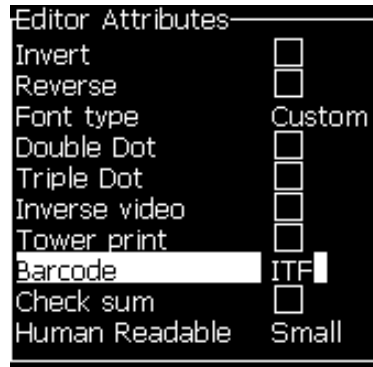 Editor Attributes
Invert
Reverse
Font type Custom
Double Dot
Triple Dot
Inverse video
Tower print
Barcode ITF
Check sum
Human Readable Small